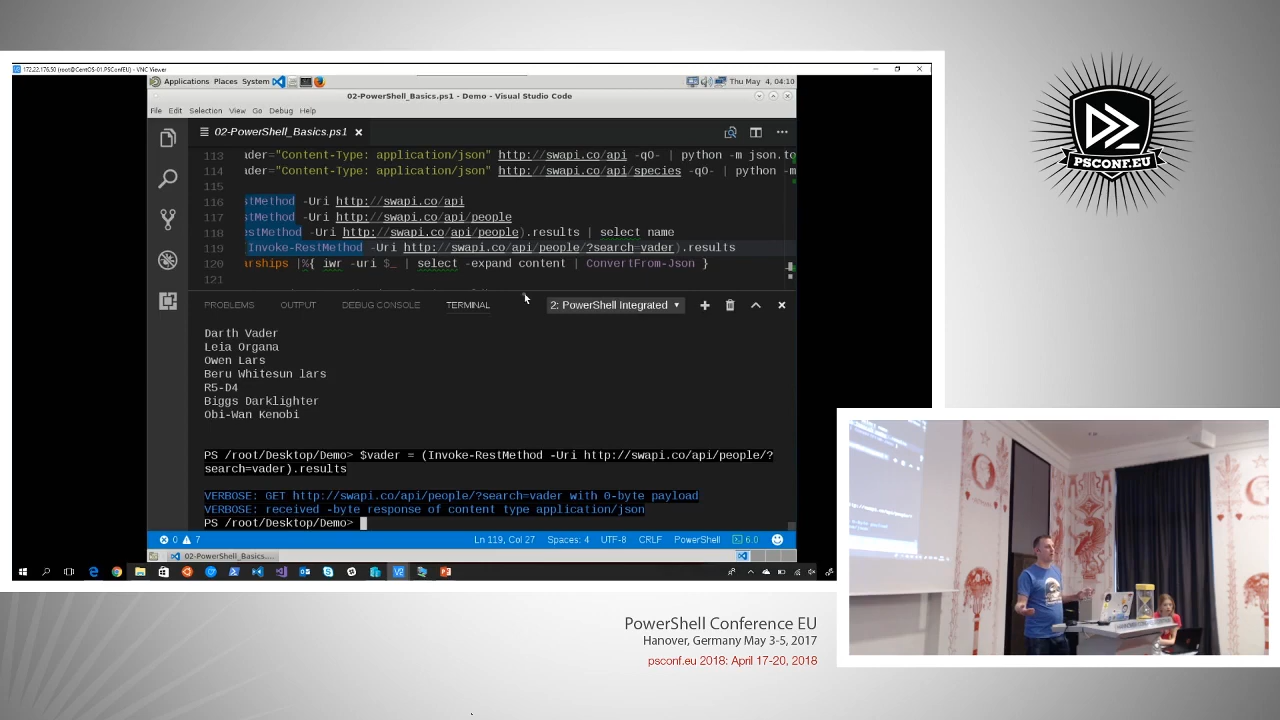 172.22.176.50 (root@CentOS-01.PSConfEU) - VNC Viewer
Applications Places System
Thu May 4, 04:10
02-PowerShell_Basics.ps1 - Demo - Visual Studio Code
File Edit Selection View Go Debug Help
02-PowerShell_Basics.ps1
113 ader="Content-Type: application/json" http://swapi.co/api -qO- | python -m json.to
114 ader="Content-Type: application/json" http://swapi.co/api/species -qO- | python -m
115
116 stMethod -Uri http://swapi.co/api
117 stMethod -Uri http://swapi.co/api/people
118 estMethod -Uri http://swapi.co/api/people).results | select name
119 Invoke-RestMethod -Uri http://swapi.co/api/people/?search=vader).results
120 arships |%{ iwr -uri $_ | select -expand content | ConvertFrom-Json }
121
PROBLEMS OUTPUT DEBUG CONSOLE TERMINAL 2: PowerShell Integrated
Darth Vader
Leia Organa
Owen Lars
Beru Whitesun lars
R5-D4
Biggs Darklighter
Obi-Wan Kenobi
PS /root/Desktop/Demo> $vader = (Invoke-RestMethod -Uri http://swapi.co/api/people/?
search=vader).results
VERBOSE: GET http://swapi.co/api/people/?search=vader with 0-byte payload
VERBOSE: received -byte response of content type application/json
PS /root/Desktop/Demo>
0 7 Ln 119, Col 27 Spaces: 4 UTF-8 CRLF PowerShell 6.0
02-PowerShell_Basics....
PSCONF.EU
PowerShell Conference EU
Hanover, Germany May 3-5, 2017
psconf.eu 2018: April 17-20, 2018